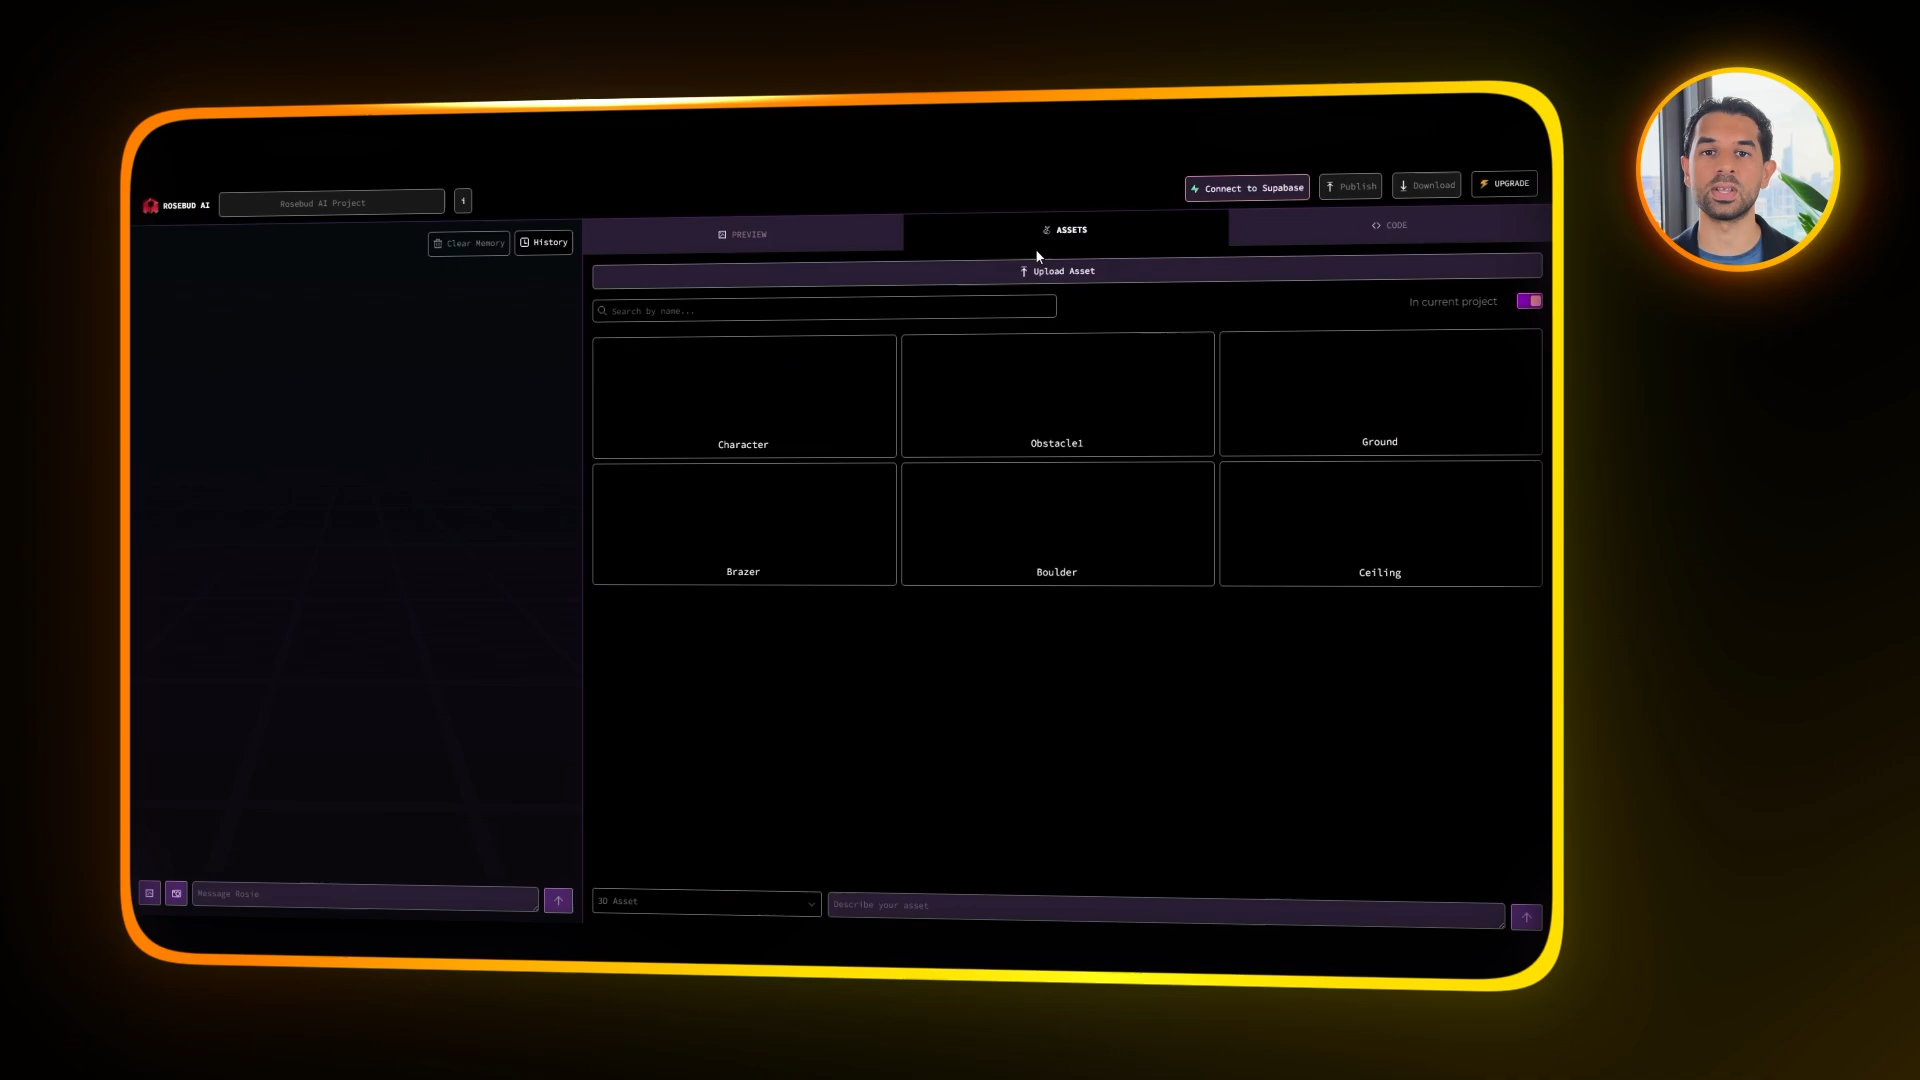 ROSEBUD AI
Rosebud AI Project
i
Connect to Supabase
Publish
Download
UPGRADE
Clear Memory
History
PREVIEW
ASSETS
CODE
Upload Asset
Search by name...
In current project
Character
Obstacle1
Ground
Brazer
Boulder
Ceiling
Message Rosie
3D Asset
Describe your asset